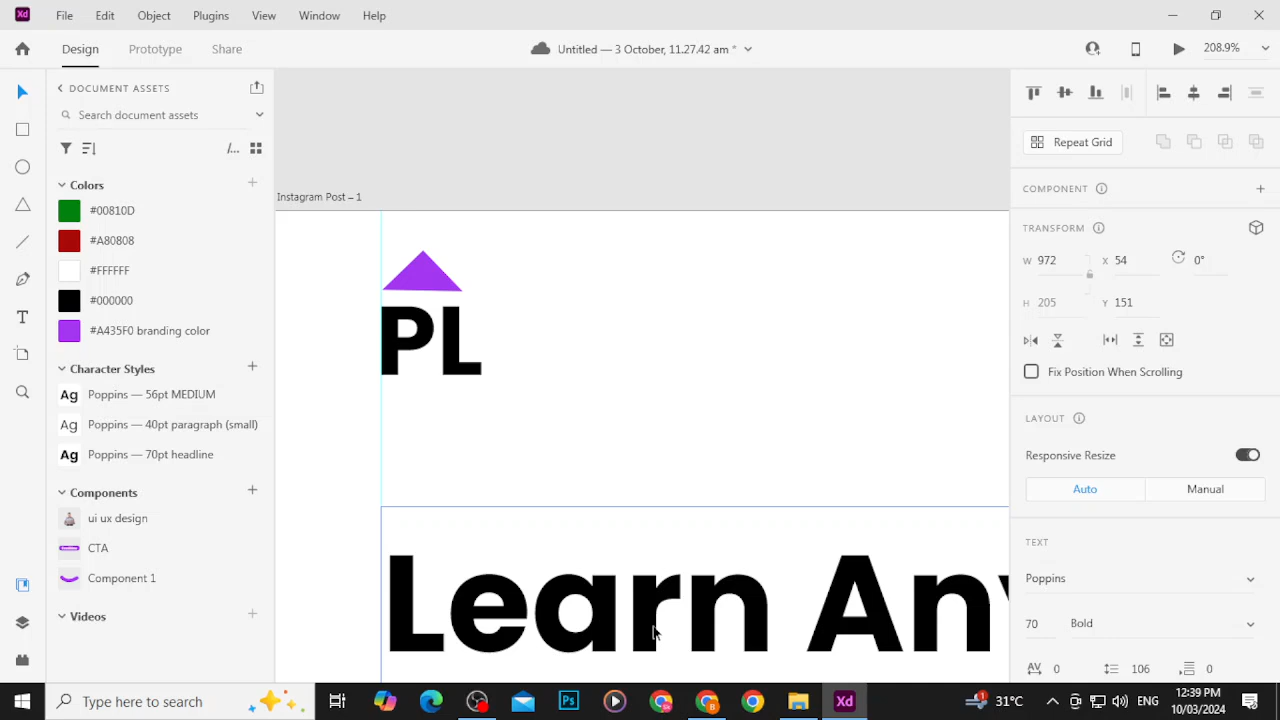 Xd File Edit Object Plugins View Window Help
Design Prototype Share Untitled — 3 October, 11.27.42 am * 208.9%
DOCUMENT ASSETS
Search document assets
Repeat Grid
/...
Colors
#00810D
#A80808
#FFFFFF
#000000
#A435F0 branding color
Character Styles
Ag Poppins — 56pt MEDIUM
Ag Poppins — 40pt paragraph (small)
Ag Poppins — 70pt headline
Components
ui ux design
CTA
Component 1
Videos
Instagram Post – 1
PL
Learn Any
COMPONENT
TRANSFORM
W 972 X 54 0°
H 205 Y 151
Fix Position When Scrolling
LAYOUT
Responsive Resize
Auto Manual
TEXT
Poppins
70 Bold
AV 0 106 0
Type here to search
Ps
Xd
1
31°C
ENG
12:39 PM
10/03/2024